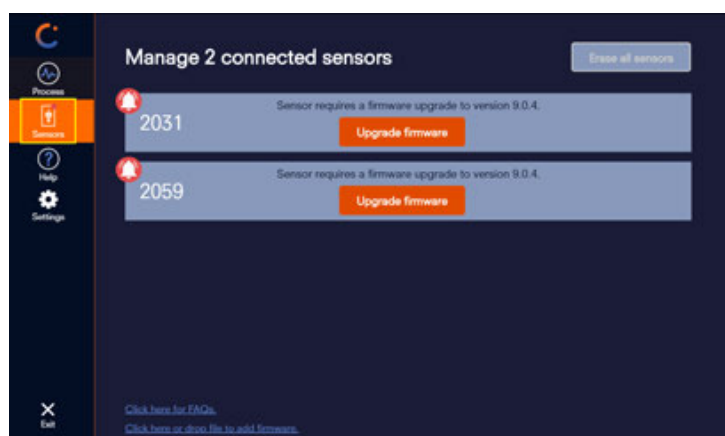 Process
Sensors
Help
Settings
Exit
Manage 2 connected sensors
Erase all sensors
2031
Sensor requires a firmware upgrade to version 9.0.4.
Upgrade firmware
2059
Sensor requires a firmware upgrade to version 9.0.4.
Upgrade firmware
Click here for FAQs.
Click here or drop file to add firmware.